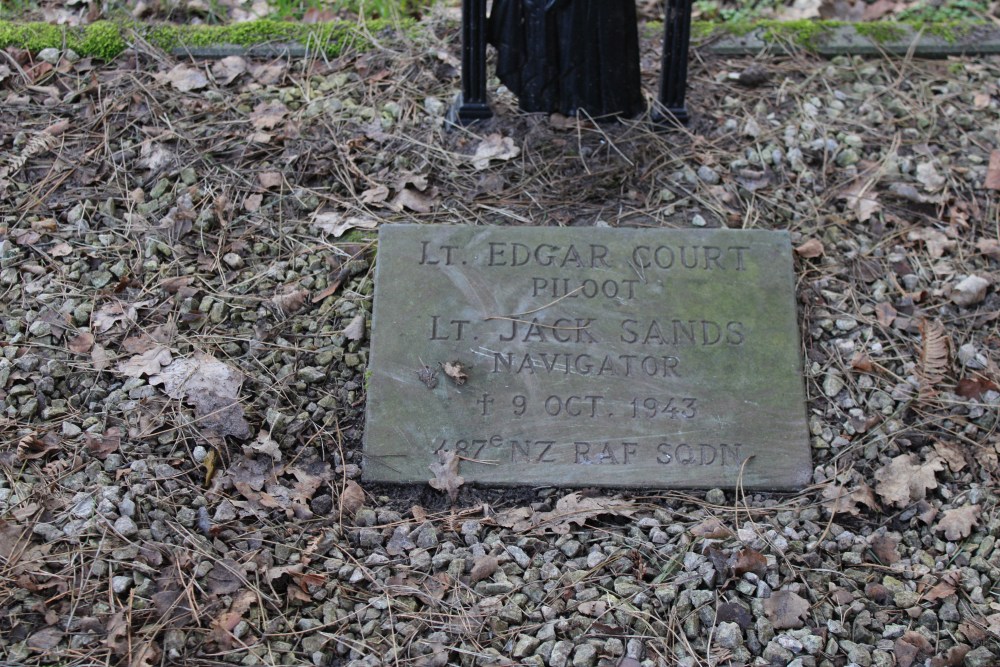 LT. EDGAR COURT
PILOOT
LT. JACK SANDS
NAVIGATOR
† 9 OCT. 1943
487e NZ RAF SQDN